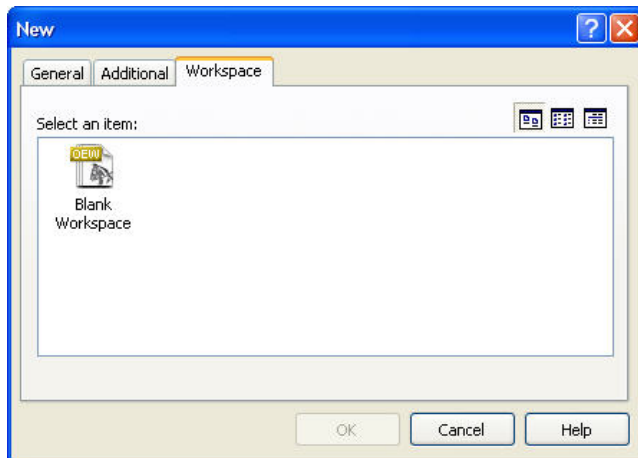 New
General Additional Workspace
Select an item:
OEW
Blank
Workspace
OK Cancel Help